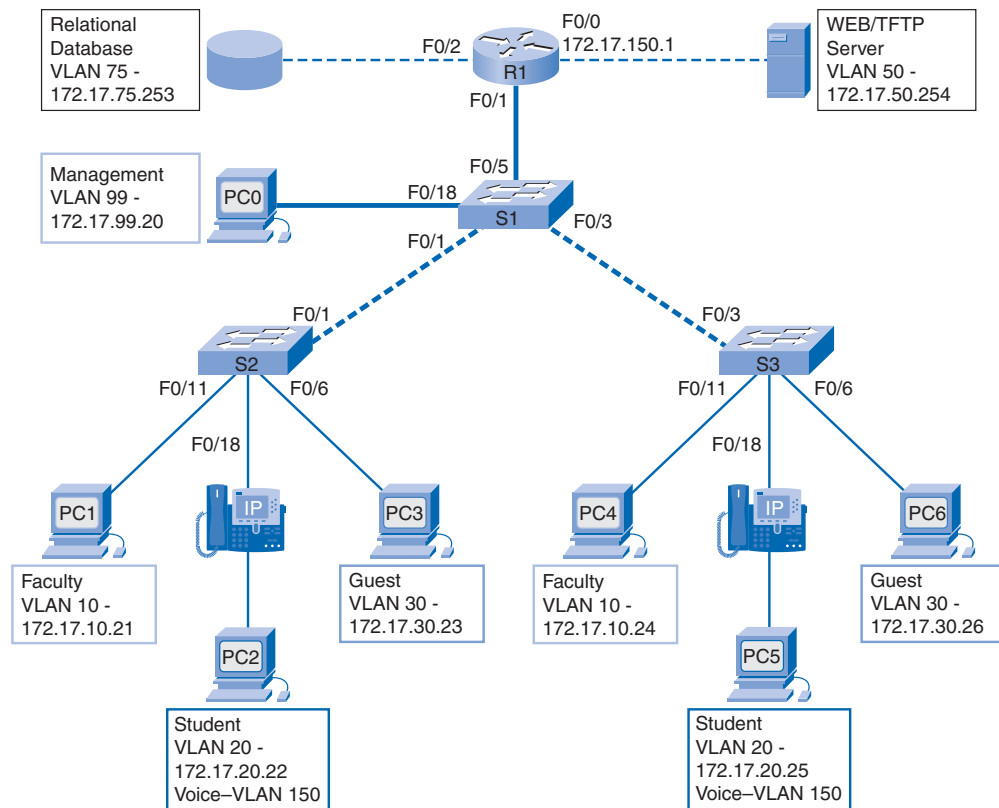 Relational
Database
VLAN 75 -
172.17.75.253
F0/2
F0/0
172.17.150.1
R1
F0/1
WEB/TFTP
Server
VLAN 50 -
172.17.50.254
Management
VLAN 99 -
172.17.99.20
PC0
F0/18
F0/5
S1
F0/1
F0/3
F0/1
S2
F0/11
F0/6
F0/18
F0/3
S3
F0/11
F0/6
F0/18
PC1
IP
PC3
PC4
IP
PC6
Faculty
VLAN 10 -
172.17.10.21
Guest
VLAN 30 -
172.17.30.23
Faculty
VLAN 10 -
172.17.10.24
Guest
VLAN 30 -
172.17.30.26
PC2
Student
VLAN 20 -
172.17.20.22
Voice–VLAN 150
PC5
Student
VLAN 20 -
172.17.20.25
Voice–VLAN 150